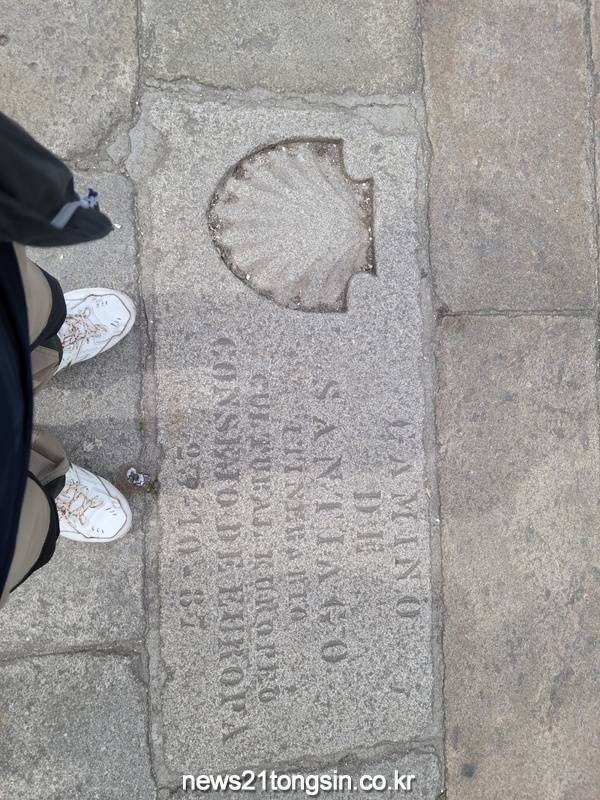 CAMINO
DE
SANTIAGO
ITINERARIO
CULTURAL EUROPEO
CONSEJO DE EUROPA
23-10-87
news21tongsin.co.kr